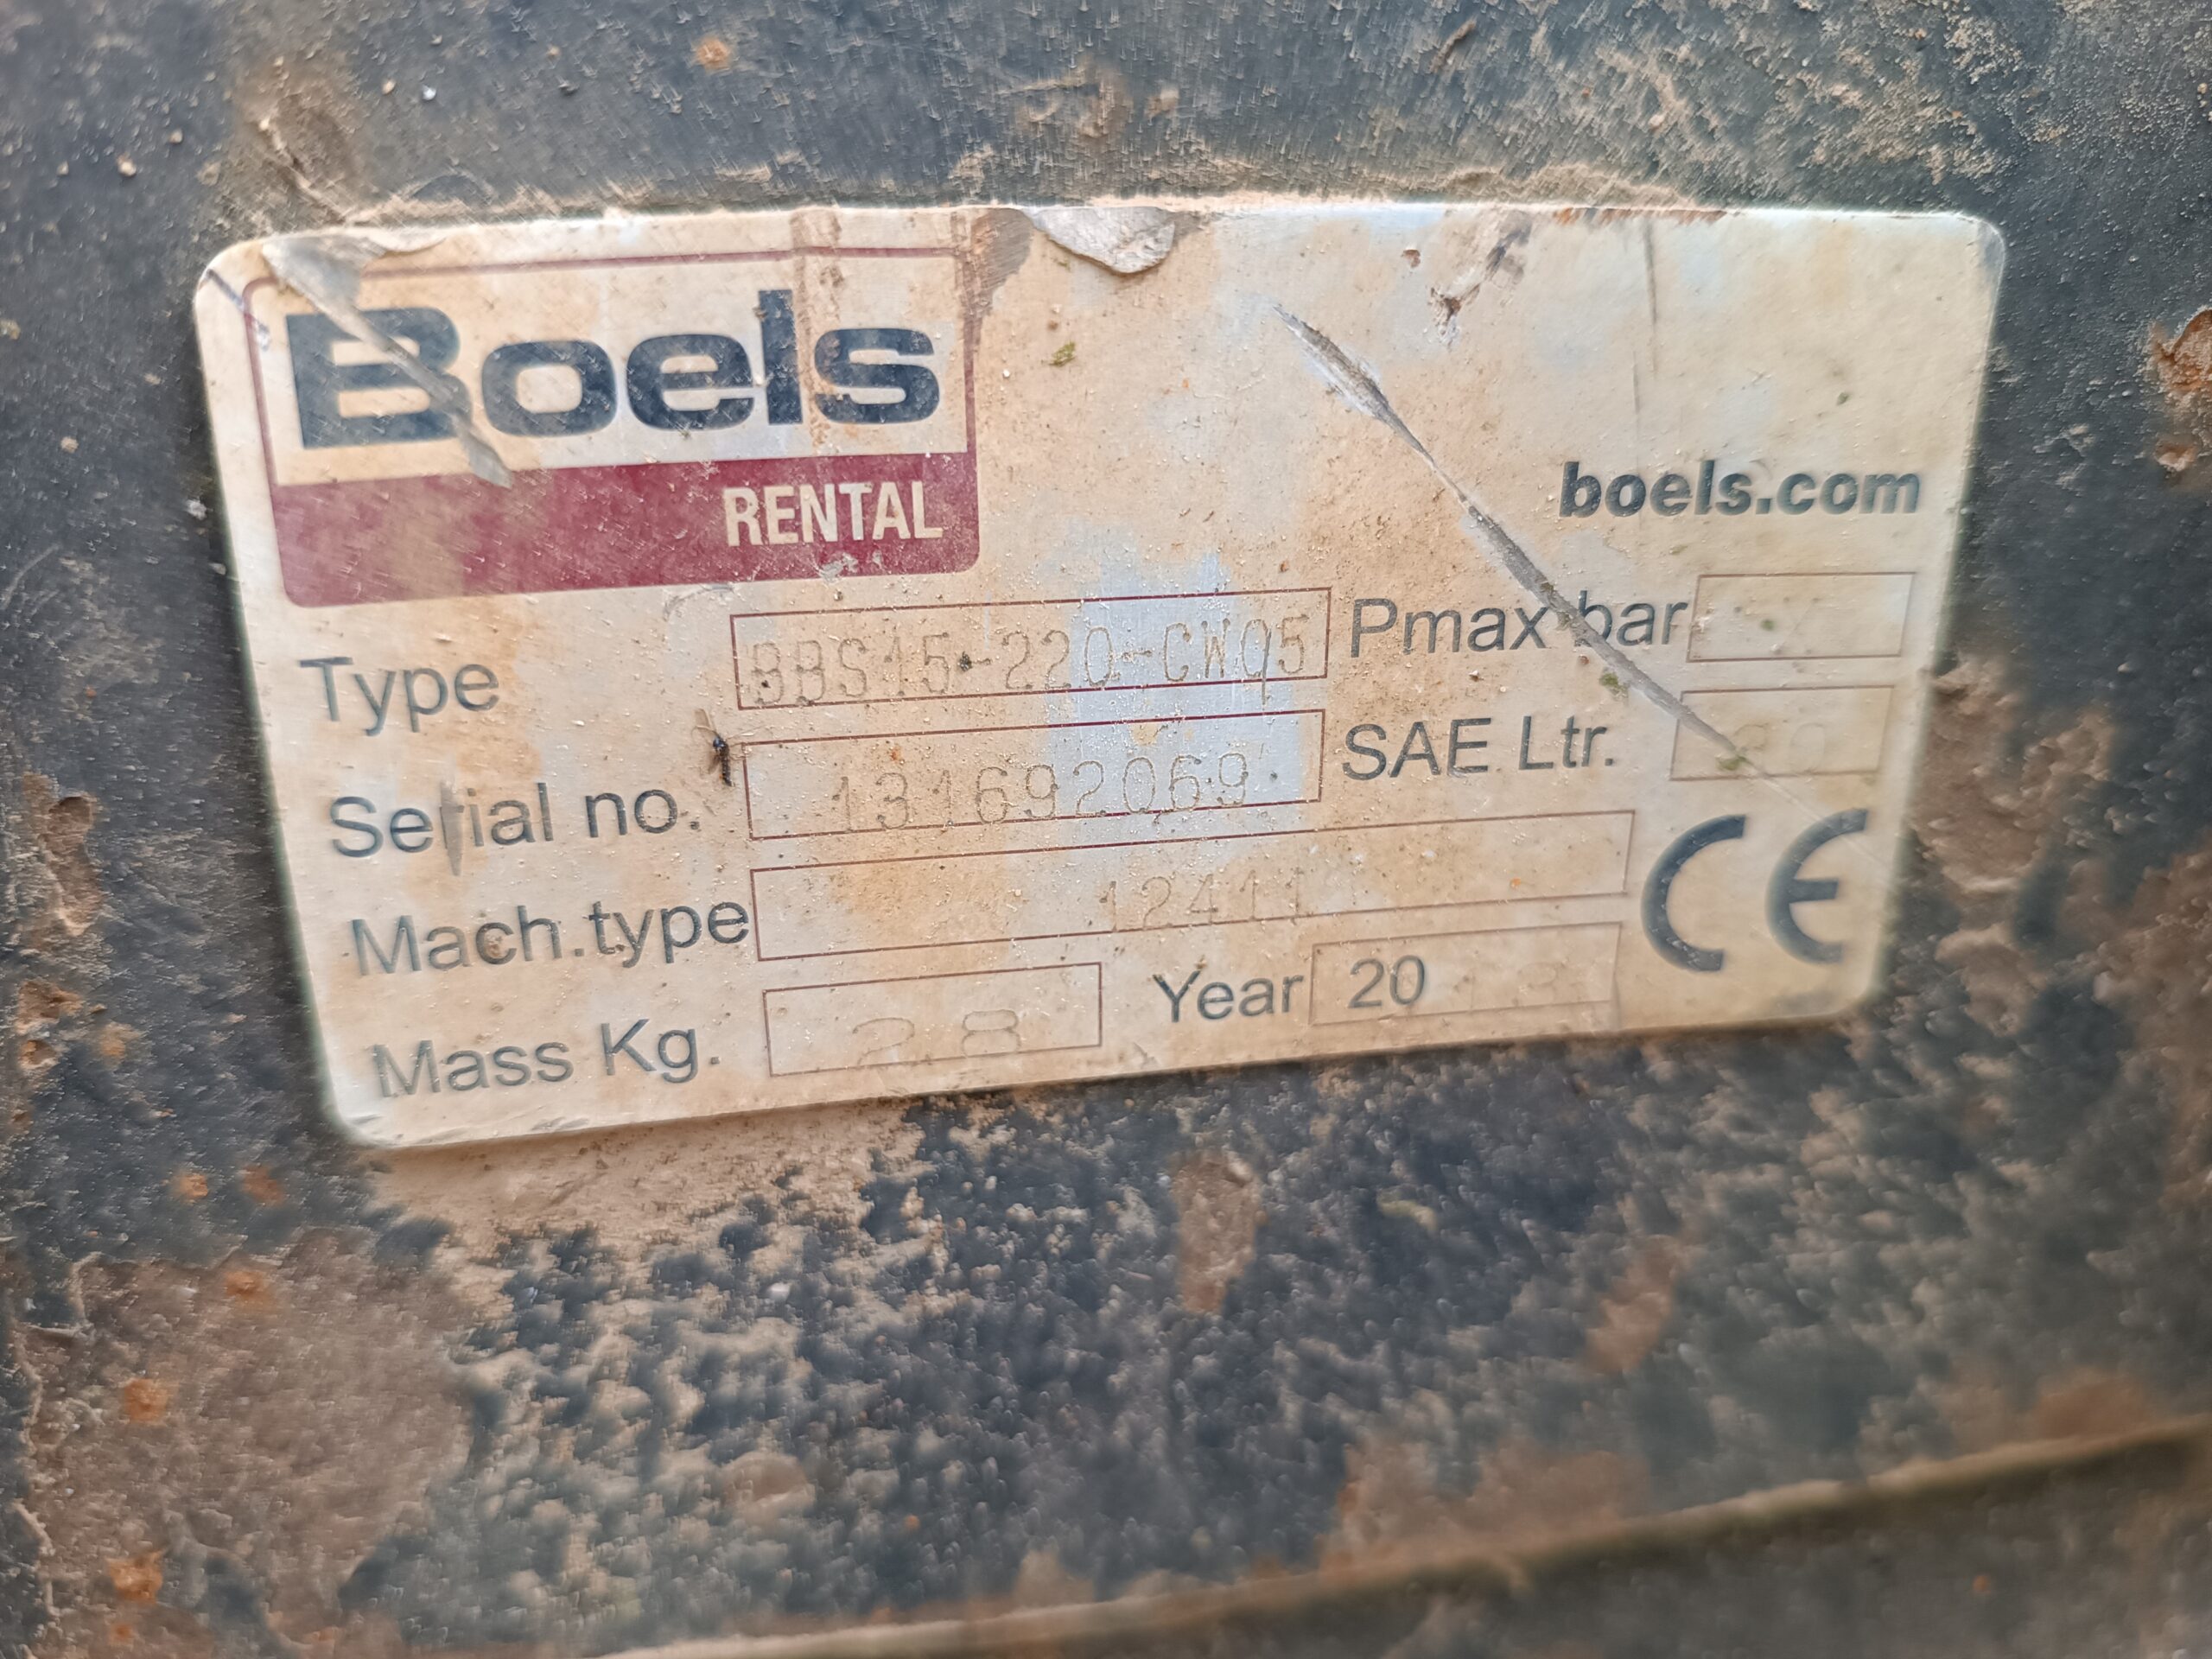 Boels
RENTAL
boels.com
Type BBS15-220-CW05 Pmax bar
Serial no. 131692069 SAE Ltr.
Mach.type 12411
CE
Mass Kg. 28 Year 2013